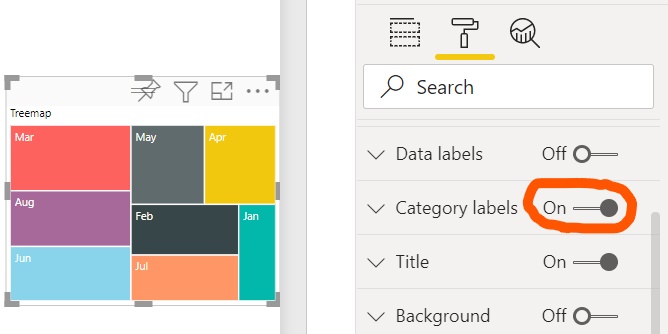 Treemap
Mar
May
Apr
Aug
Feb
Jan
Jun
Jul
Search
Data labels Off
Category labels On
Title On
Background Off